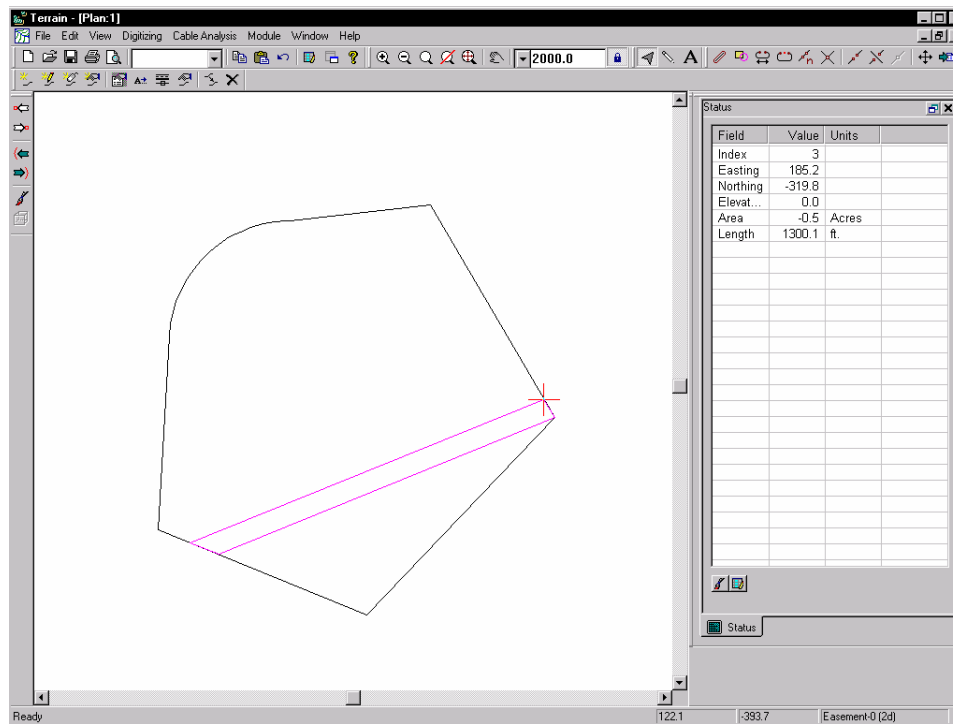 Terrain - [Plan:1]
File Edit View Digitizing Cable Analysis Module Window Help
2000.0
A
A±
Status
Field Value Units
Index 3
Easting 185.2
Northing -319.8
Elevat... 0.0
Area -0.5 Acres
Length 1300.1 ft.
Status
Ready 122.1 -393.7 Easement-0 (2d)